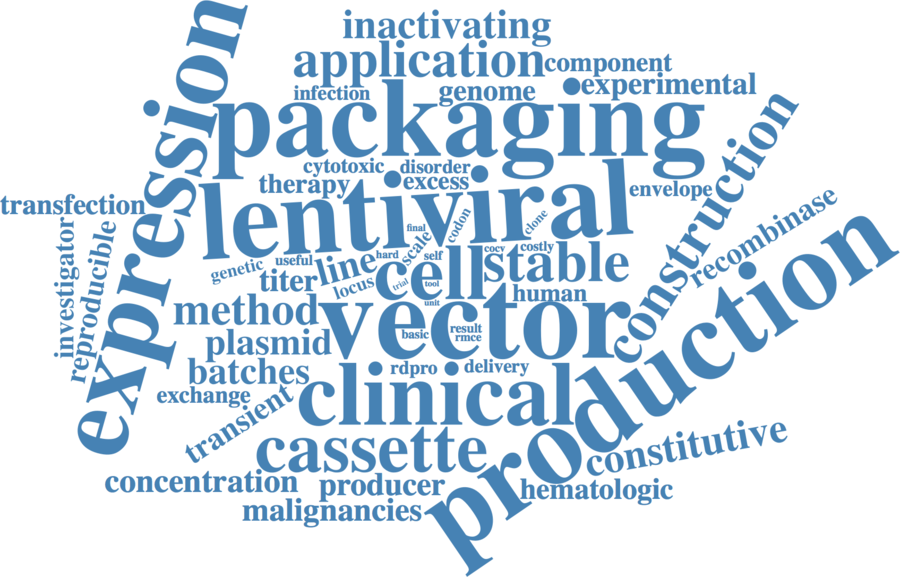 inactivating
application
component
experimental
infection
genome
packaging
expression
construction
cytotoxic
disorder
therapy
excess
envelope
lentiviral
transfection
recombinase
production
investigator
reproducible
final
scale
codon
clone
genetic
useful
line
hard
self
cocv
costly
stable
titer
locus
trial
cell
tool
human
unit
method
vector
basic
result
rmce
plasmid
batches
rdpro
delivery
exchange
clinical
transient
cassette
constitutive
concentration
producer
hematologic
malignancies